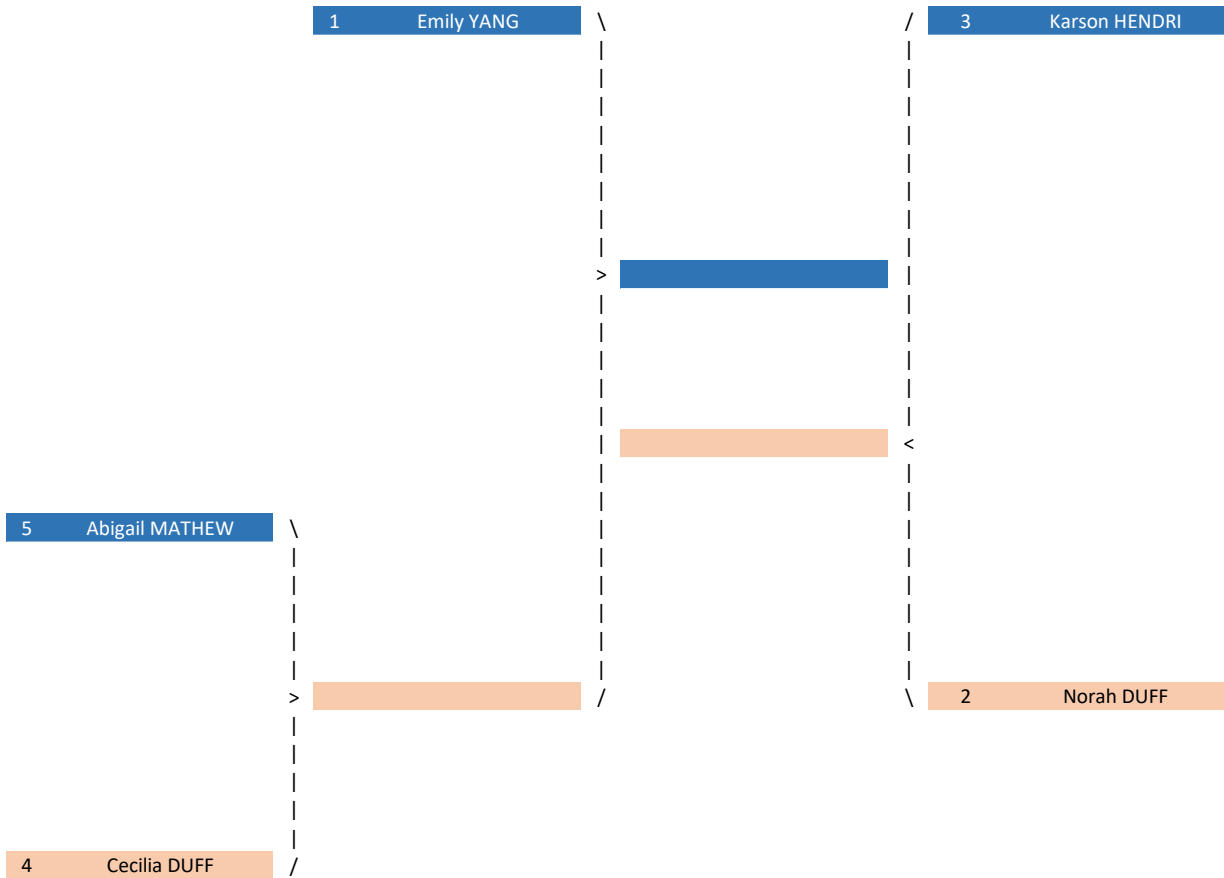 1 Emily YANG
3 Karson HENDRI
5 Abigail MATHEW
2 Norah DUFF
4 Cecilia DUFF